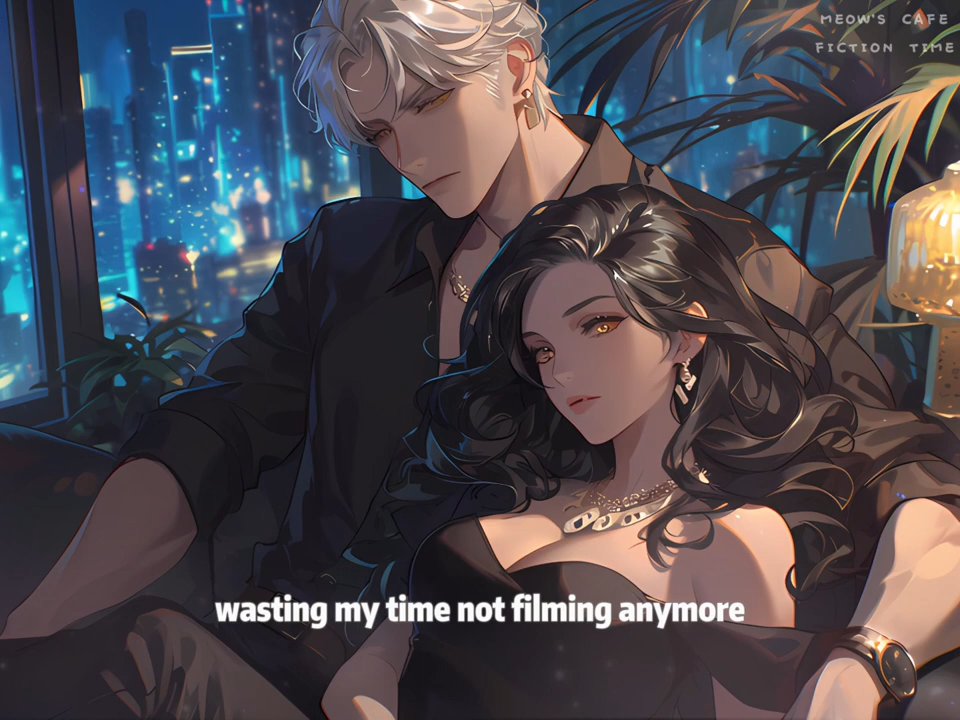 MEOW'S CAFE
FICTION TIME
wasting my time not filming anymore